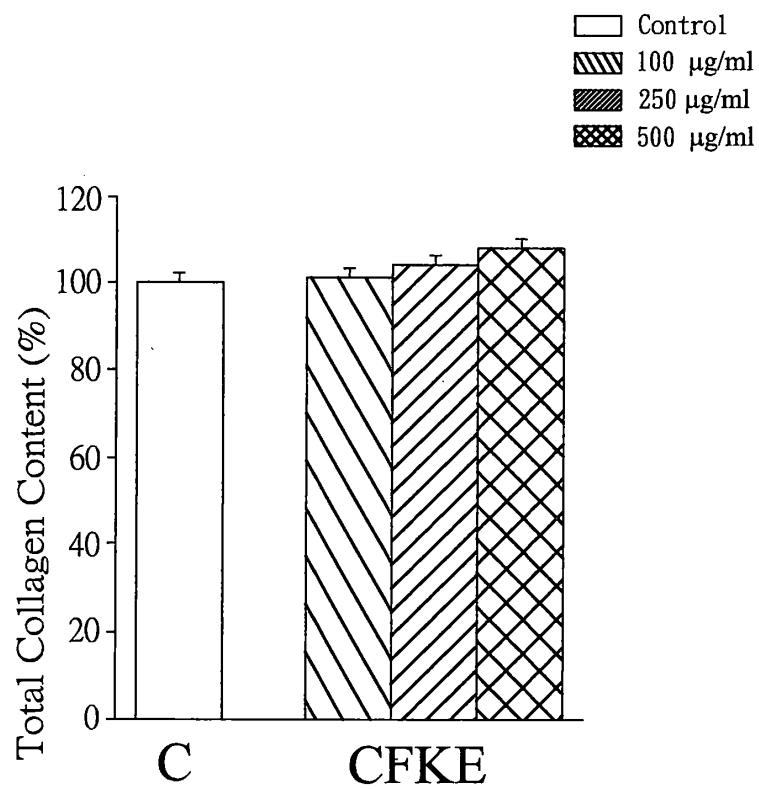 Control
100 μg/ml
250 μg/ml
500 μg/ml
120
100
80
60
40
20
0
Total Collagen Content (%)
C
CFKE